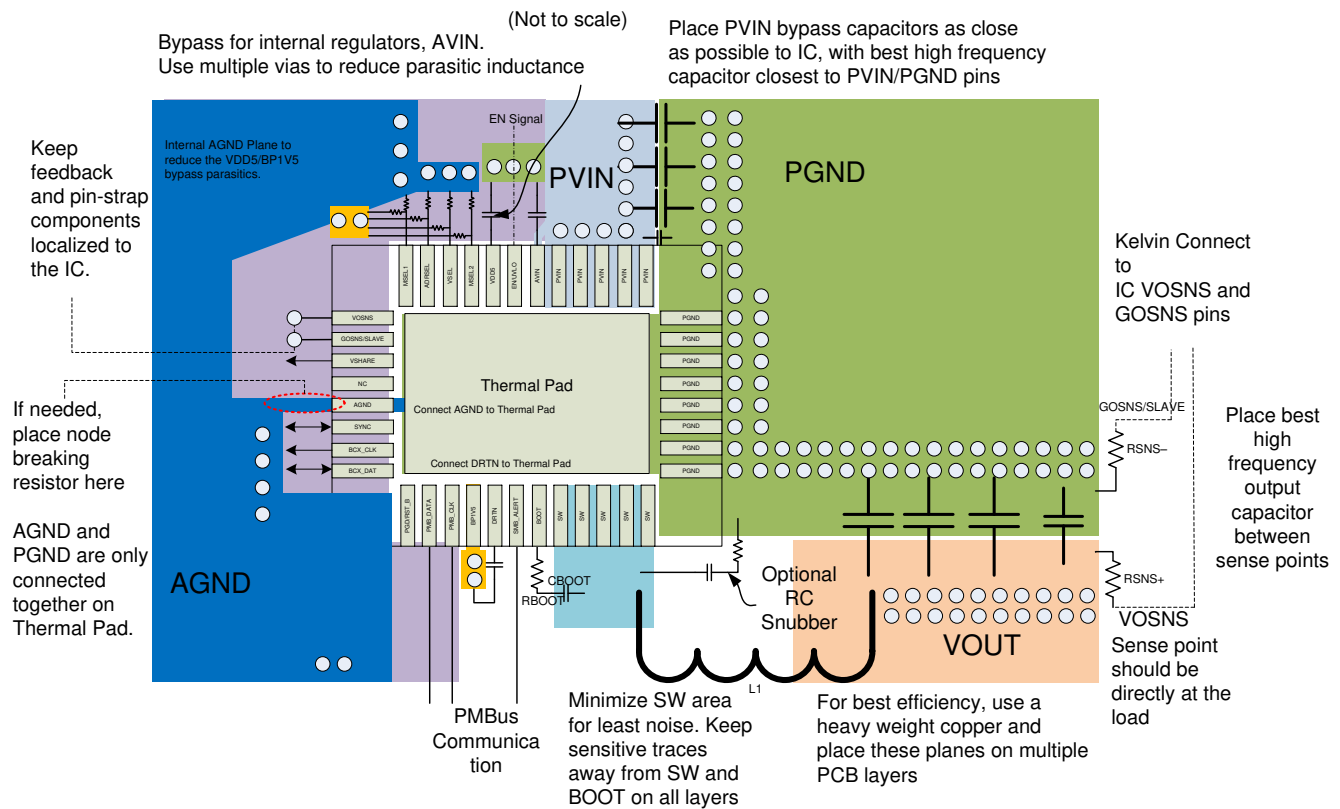 (Not to scale)
Bypass for internal regulators, AVIN.
Use multiple vias to reduce parasitic inductance
Place PVIN bypass capacitors as close
as possible to IC, with best high frequency
capacitor closest to PVIN/PGND pins
Keep
feedback
and pin-strap
components
localized to
the IC.
Internal AGND Plane to
reduce the VDD5/BP1V5
bypass parasitics.
EN Signal
PVIN
PGND
Kelvin Connect
to
IC VOSNS and
GOSNS pins
MSEL1
ADRSEL
VSEL
MSEL2
VDD5
EN/UVLO
AVIN
PVIN
PVIN
PVIN
PVIN
PVIN
VOSNS
GOSNS/SLAVE
VSHARE
NC
AGND
SYNC
BCX_CLK
BCX_DAT
Thermal Pad
Connect AGND to Thermal Pad
Connect DRTN to Thermal Pad
PGND
PGND
PGND
PGND
PGND
PGND
PGND
PGND
If needed,
place node
breaking
resistor here
AGND and
PGND are only
connected
together on
Thermal Pad.
GOSNS/SLAVE
RSNS–
Place best
high
frequency
output
capacitor
between
sense points
PGD/RST_B
PMB_DATA
PMB_CLK
BP1V5
DRTN
SMB_ALERT
BOOT
SW
SW
SW
SW
SW
AGND
CBOOT
RBOOT
Optional
RC
Snubber
RSNS+
VOUT
VOSNS
Sense point
should be
directly at the
load
L1
PMBus
Communica
tion
Minimize SW area
for least noise. Keep
sensitive traces
away from SW and
BOOT on all layers
For best efficiency, use a
heavy weight copper and
place these planes on multiple
PCB layers